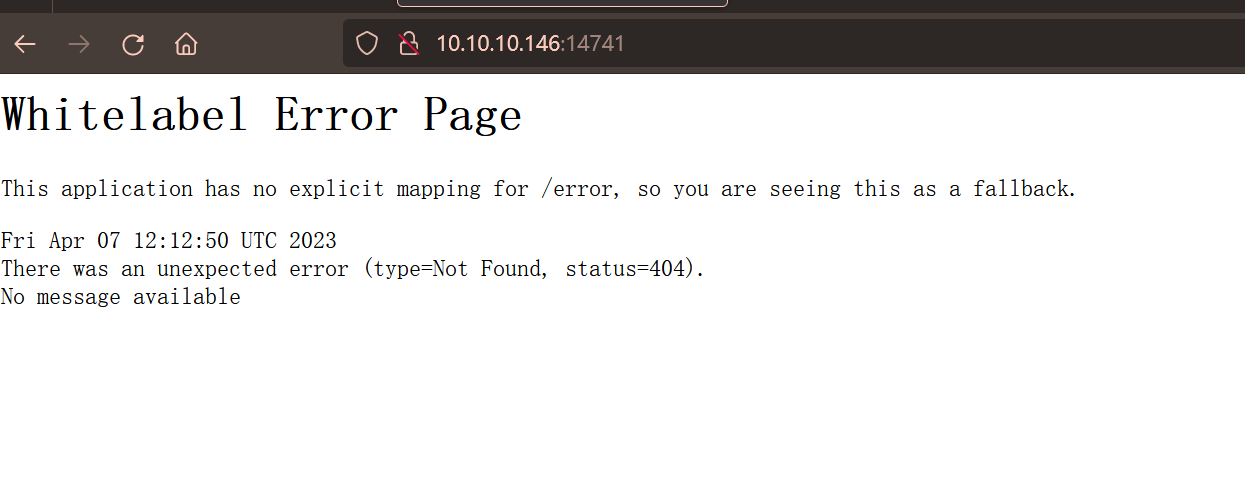 10.10.10.146:14741
Whitelabel Error Page
This application has no explicit mapping for /error, so you are seeing this as a fallback.
Fri Apr 07 12:12:50 UTC 2023
There was an unexpected error (type=Not Found, status=404).
No message available